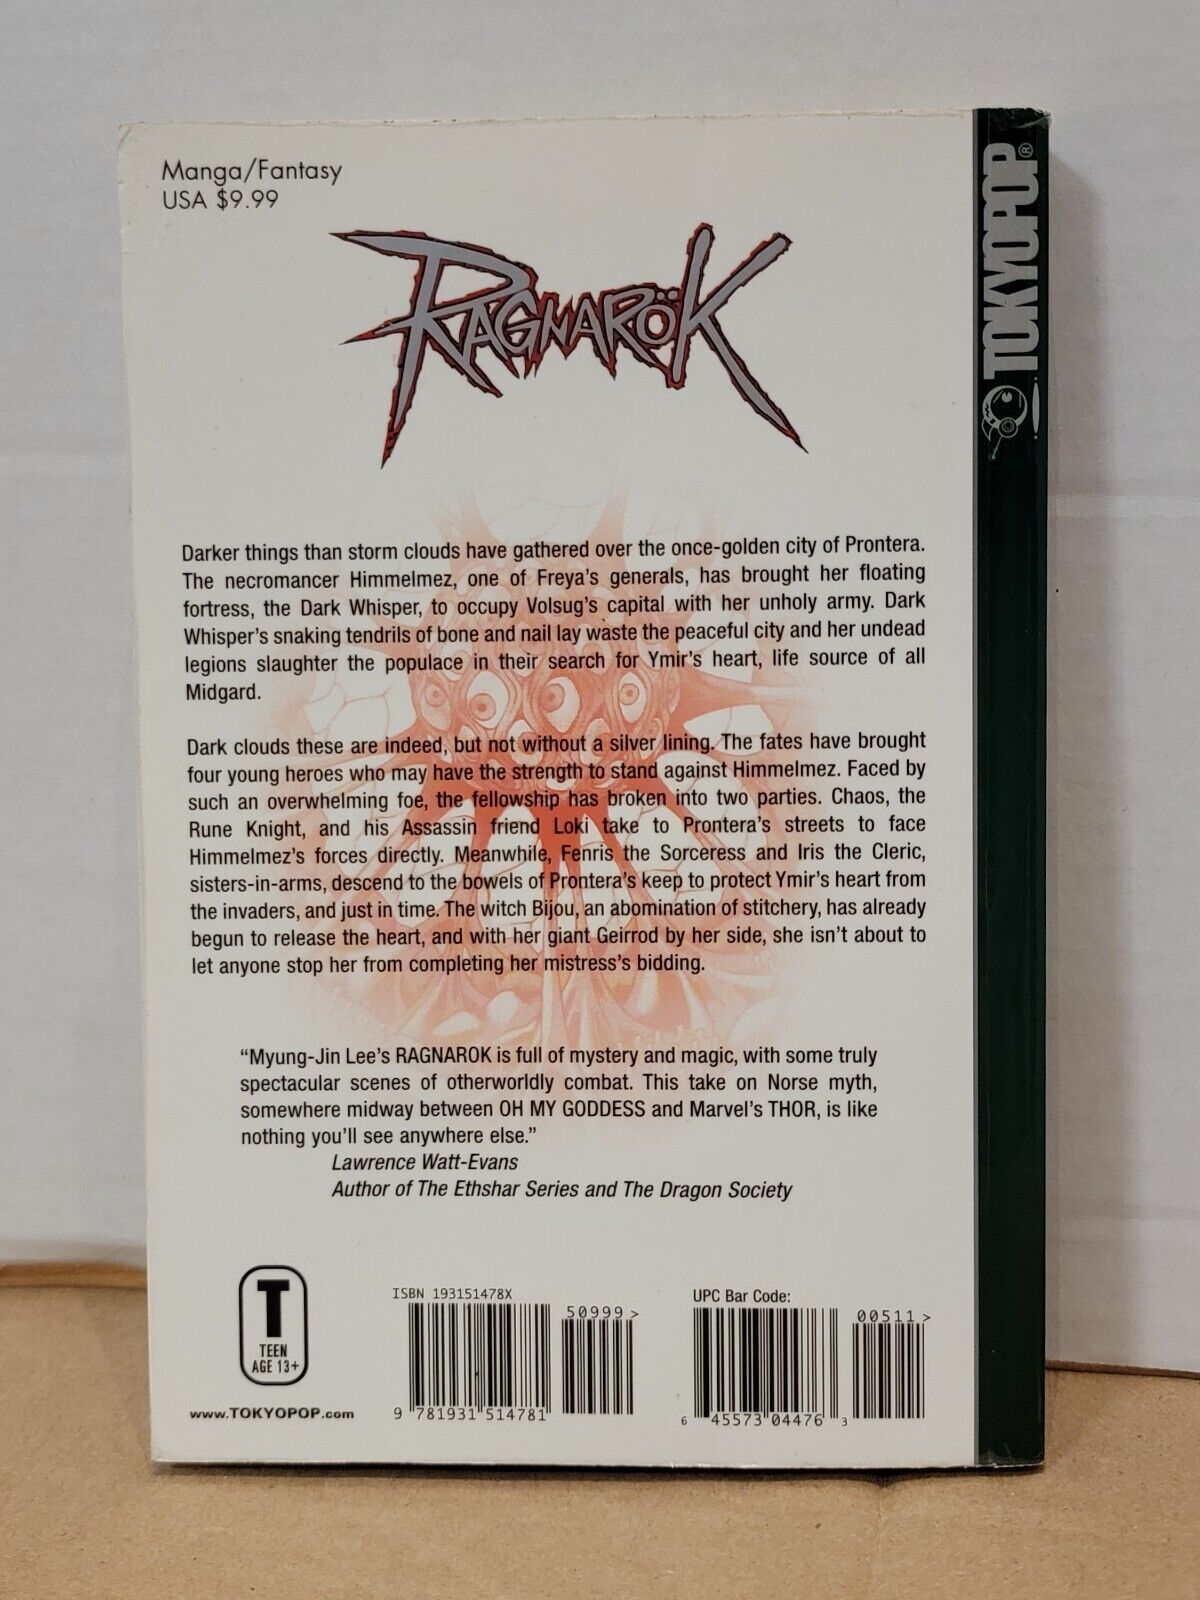 Manga/Fantasy
USA $9.99
RAGNARÖK
TOKYOPOP®
Darker things than storm clouds have gathered over the once-golden city of Prontera.
The necromancer Himmelmez, one of Freya's generals, has brought her floating
fortress, the Dark Whisper, to occupy Volsug's capital with her unholy army. Dark
Whisper's snaking tendrils of bone and nail lay waste the peaceful city and her undead
legions slaughter the populace in their search for Ymir's heart, life source of all
Midgard.
Dark clouds these are indeed, but not without a silver lining. The fates have brought
four young heroes who may have the strength to stand against Himmelmez. Faced by
such an overwhelming foe, the fellowship has broken into two parties. Chaos, the
Rune Knight, and his Assassin friend Loki take to Prontera's streets to face
Himmelmez's forces directly. Meanwhile, Fenris the Sorceress and Iris the Cleric,
sisters-in-arms, descend to the bowels of Prontera's keep to protect Ymir's heart from
the invaders, and just in time. The witch Bijou, an abomination of stitchery, has already
begun to release the heart, and with her giant Geirrod by her side, she isn't about to
let anyone stop her from completing her mistress's bidding.
“Myung-Jin Lee's RAGNAROK is full of mystery and magic, with some truly
spectacular scenes of otherworldly combat. This take on Norse myth,
somewhere midway between OH MY GODDESS and Marvel's THOR, is like
nothing you'll see anywhere else.”
Lawrence Watt-Evans
Author of The Ethshar Series and The Dragon Society
T
TEEN
AGE 13+
www.TOKYOPOP.com
ISBN 193151478X
50999>
9 781931 514781
UPC Bar Code:
00511>
6 45573 04476 3